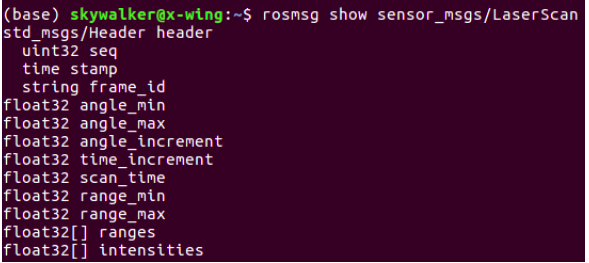 (base) skywalker@x-wing:~$ rosmsg show sensor_msgs/LaserScan
std_msgs/Header header
  uint32 seq
  time stamp
  string frame_id
float32 angle_min
float32 angle_max
float32 angle_increment
float32 time_increment
float32 scan_time
float32 range_min
float32 range_max
float32[] ranges
float32[] intensities